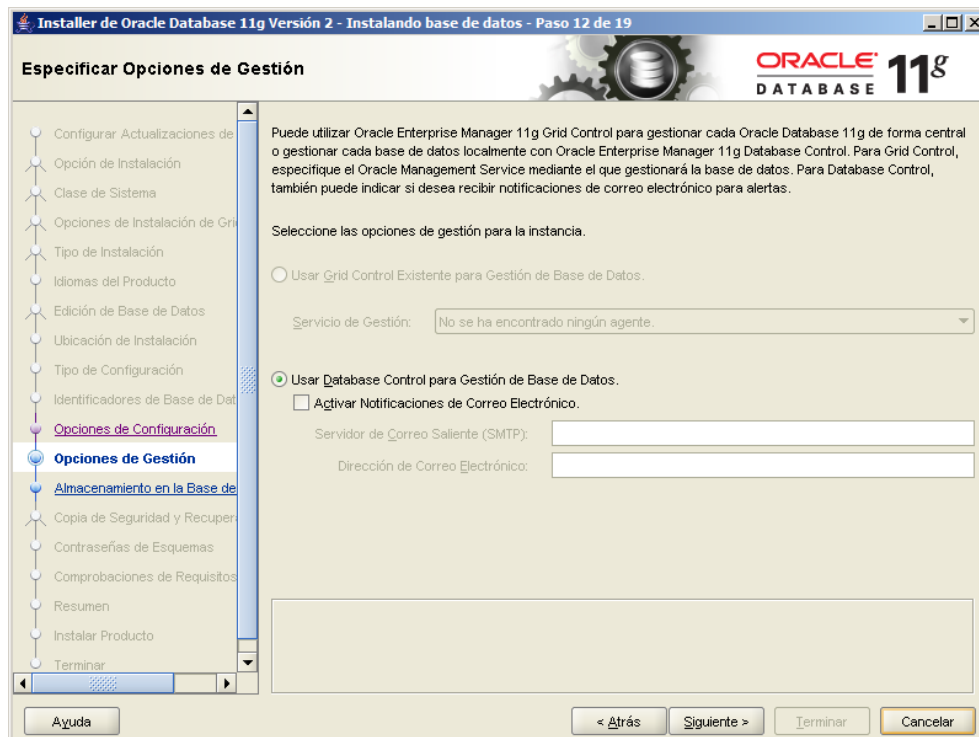 Installer de Oracle Database 11g Versión 2 - Instalando base de datos - Paso 12 de 19
Especificar Opciones de Gestión
ORACLE
DATABASE
11g
Configurar Actualizaciones de
Opción de Instalación
Clase de Sistema
Opciones de Instalación de Gri
Tipo de Instalación
Idiomas del Producto
Edición de Base de Datos
Ubicación de Instalación
Tipo de Configuración
Identificadores de Base de Dat
Opciones de Configuración
Opciones de Gestión
Almacenamiento en la Base de
Copia de Seguridad y Recupera
Contraseñas de Esquemas
Comprobaciones de Requisitos
Resumen
Instalar Producto
Terminar
Puede utilizar Oracle Enterprise Manager 11g Grid Control para gestionar cada Oracle Database 11g de forma central
o gestionar cada base de datos localmente con Oracle Enterprise Manager 11g Database Control. Para Grid Control,
especifique el Oracle Management Service mediante el que gestionará la base de datos. Para Database Control,
también puede indicar si desea recibir notificaciones de correo electrónico para alertas.
Seleccione las opciones de gestión para la instancia.
Usar Grid Control Existente para Gestión de Base de Datos.
Servicio de Gestión: No se ha encontrado ningún agente.
Usar Database Control para Gestión de Base de Datos.
Activar Notificaciones de Correo Electrónico.
Servidor de Correo Saliente (SMTP):
Dirección de Correo Electrónico:
Ayuda
< Atrás
Siguiente >
Terminar
Cancelar